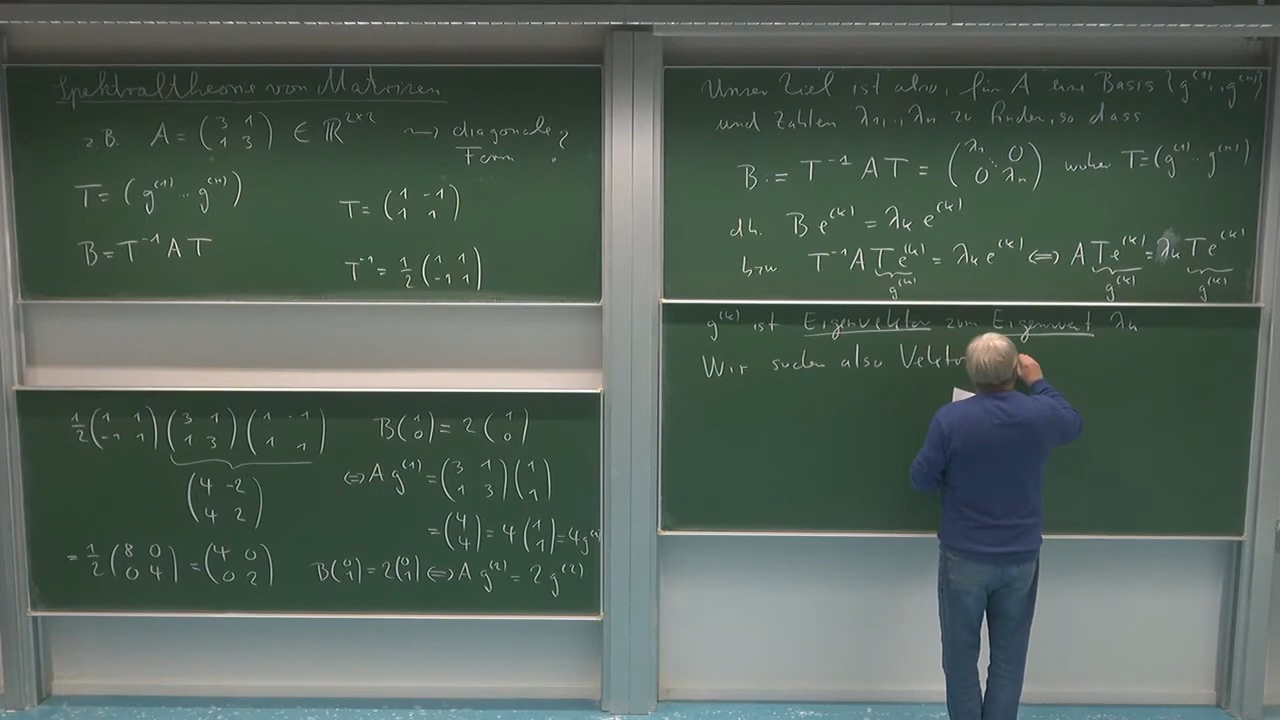 Spektraltheorie von Matrizen
z.B. A = (3 1 / 1 3) ∈ ℝ^{2×2} ⇝ diagonale Form ?
T = (g^{(1)} ... g^{(n)})
T = (1 -1 / 1 1)
B = T^{-1} A T
T^{-1} = 1/2 (1 1 / -1 1)
1/2 (1 1 / -1 1) (3 1 / 1 3) (1 -1 / 1 1)
(4 -2 / 4 2)
= 1/2 (8 0 / 0 4) = (4 0 / 0 2)
B (1 / 0) = 2 (1 / 0)
⇔ A g^{(1)} = (3 1 / 1 3) (1 / 1)
= (4 / 4) = 4 (1 / 1) = 4 g^{(1)}
B (0 / 1) = 2 (0 / 1) ⇔ A g^{(2)} = 2 g^{(2)}
Unser Ziel ist also, für A eine Basis {g^{(1)}, .., g^{(n)}}
und Zahlen λ_1, .., λ_n zu finden, so dass
B := T^{-1} A T = (λ_1 0 / ⋱ / 0 λ_n) wobei T = (g^{(1)} .. g^{(n)})
dh. B e^{(k)} = λ_k e^{(k)}
bzw T^{-1} A T e^{(k)} = λ_k e^{(k)} ⇔ A T e^{(k)} = λ_k T e^{(k)}
g^{(k)} g^{(k)} g^{(k)}
g^{(k)} ist Eigenvektor zum Eigenwert λ_k
Wir suchen also Vekto